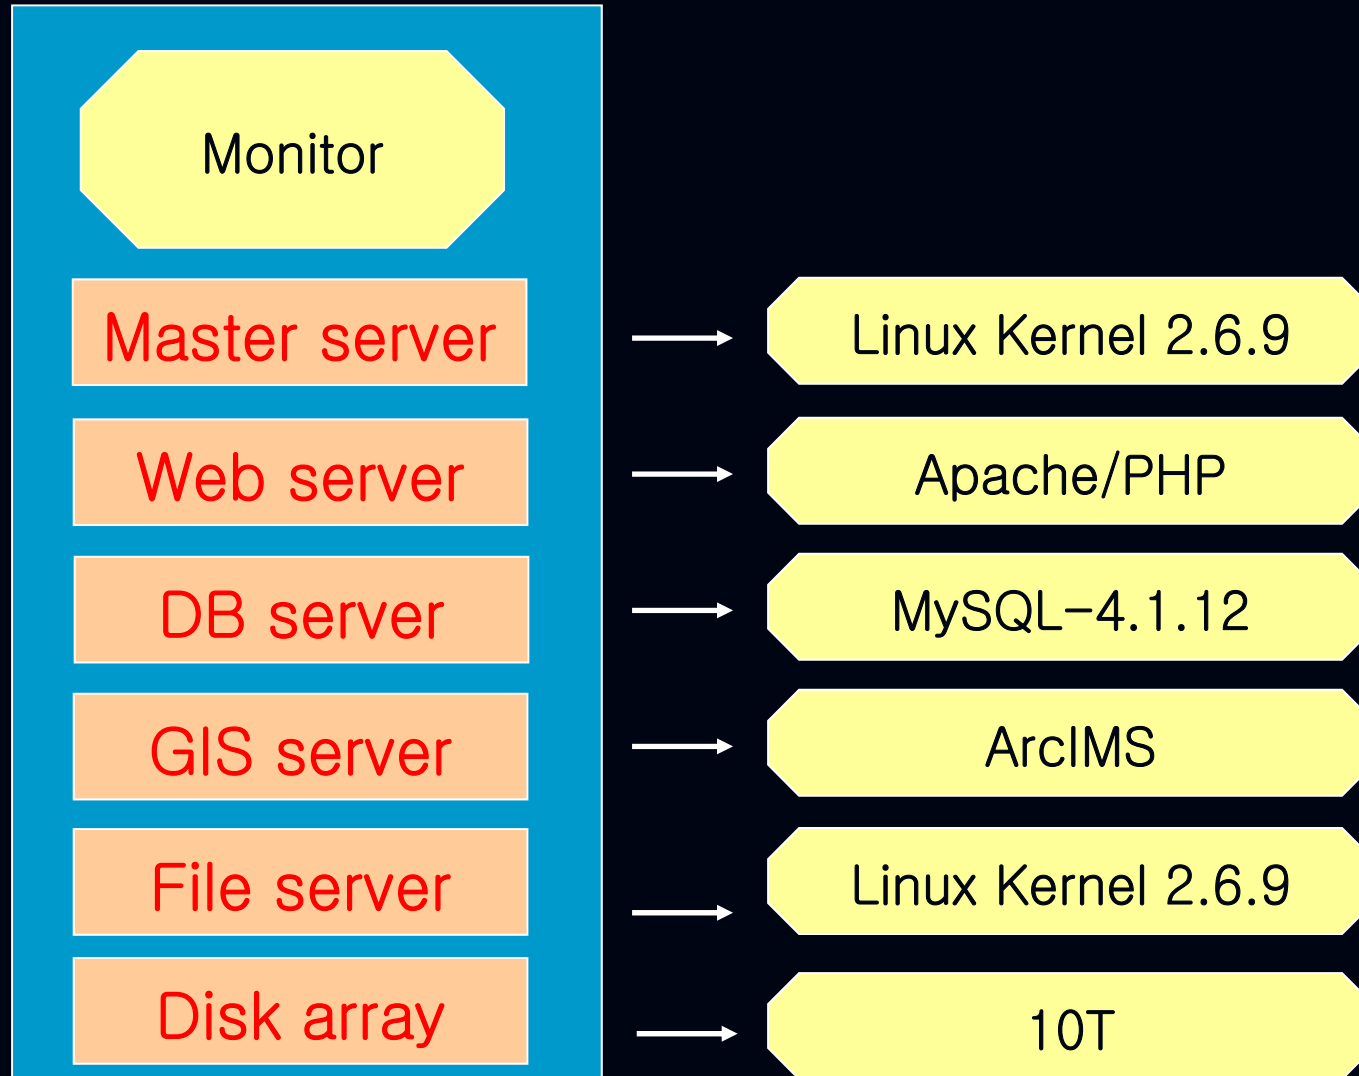 Monitor
Master server
Linux Kernel 2.6.9
Web server
Apache/PHP
DB server
MySQL-4.1.12
GIS server
ArcIMS
File server
Linux Kernel 2.6.9
Disk array
10T